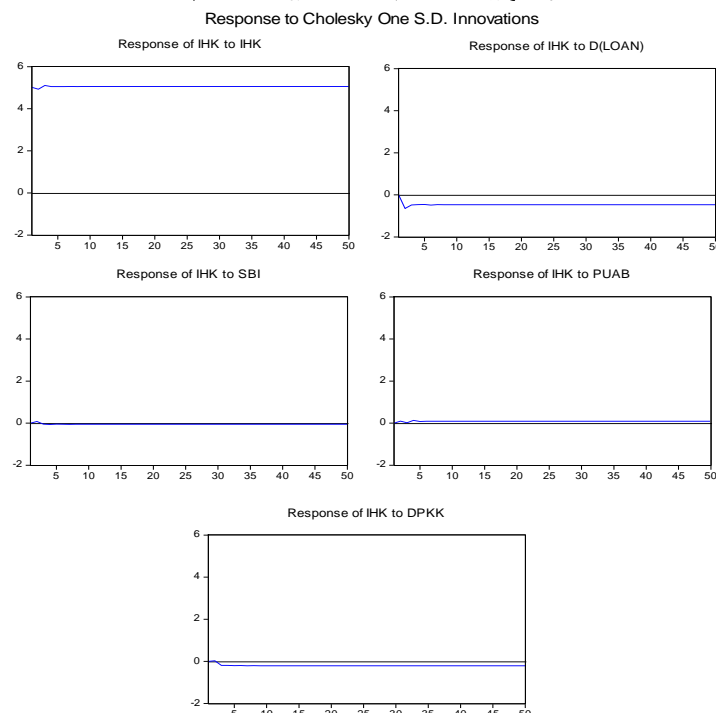 Response to Cholesky One S.D. Innovations
Response of IHK to IHK
6
4
2
0
-2
5 10 15 20 25 30 35 40 45 50
Response of IHK to D(LOAN)
6
4
2
0
-2
5 10 15 20 25 30 35 40 45
Response of IHK to SBI
6
4
2
0
-2
5 10 15 20 25 30 35 40 45 50
Response of IHK to PUAB
6
4
2
0
-2
5 10 15 20 25 30 35 40 45 50
Response of IHK to DPKK
6
4
2
0
-2